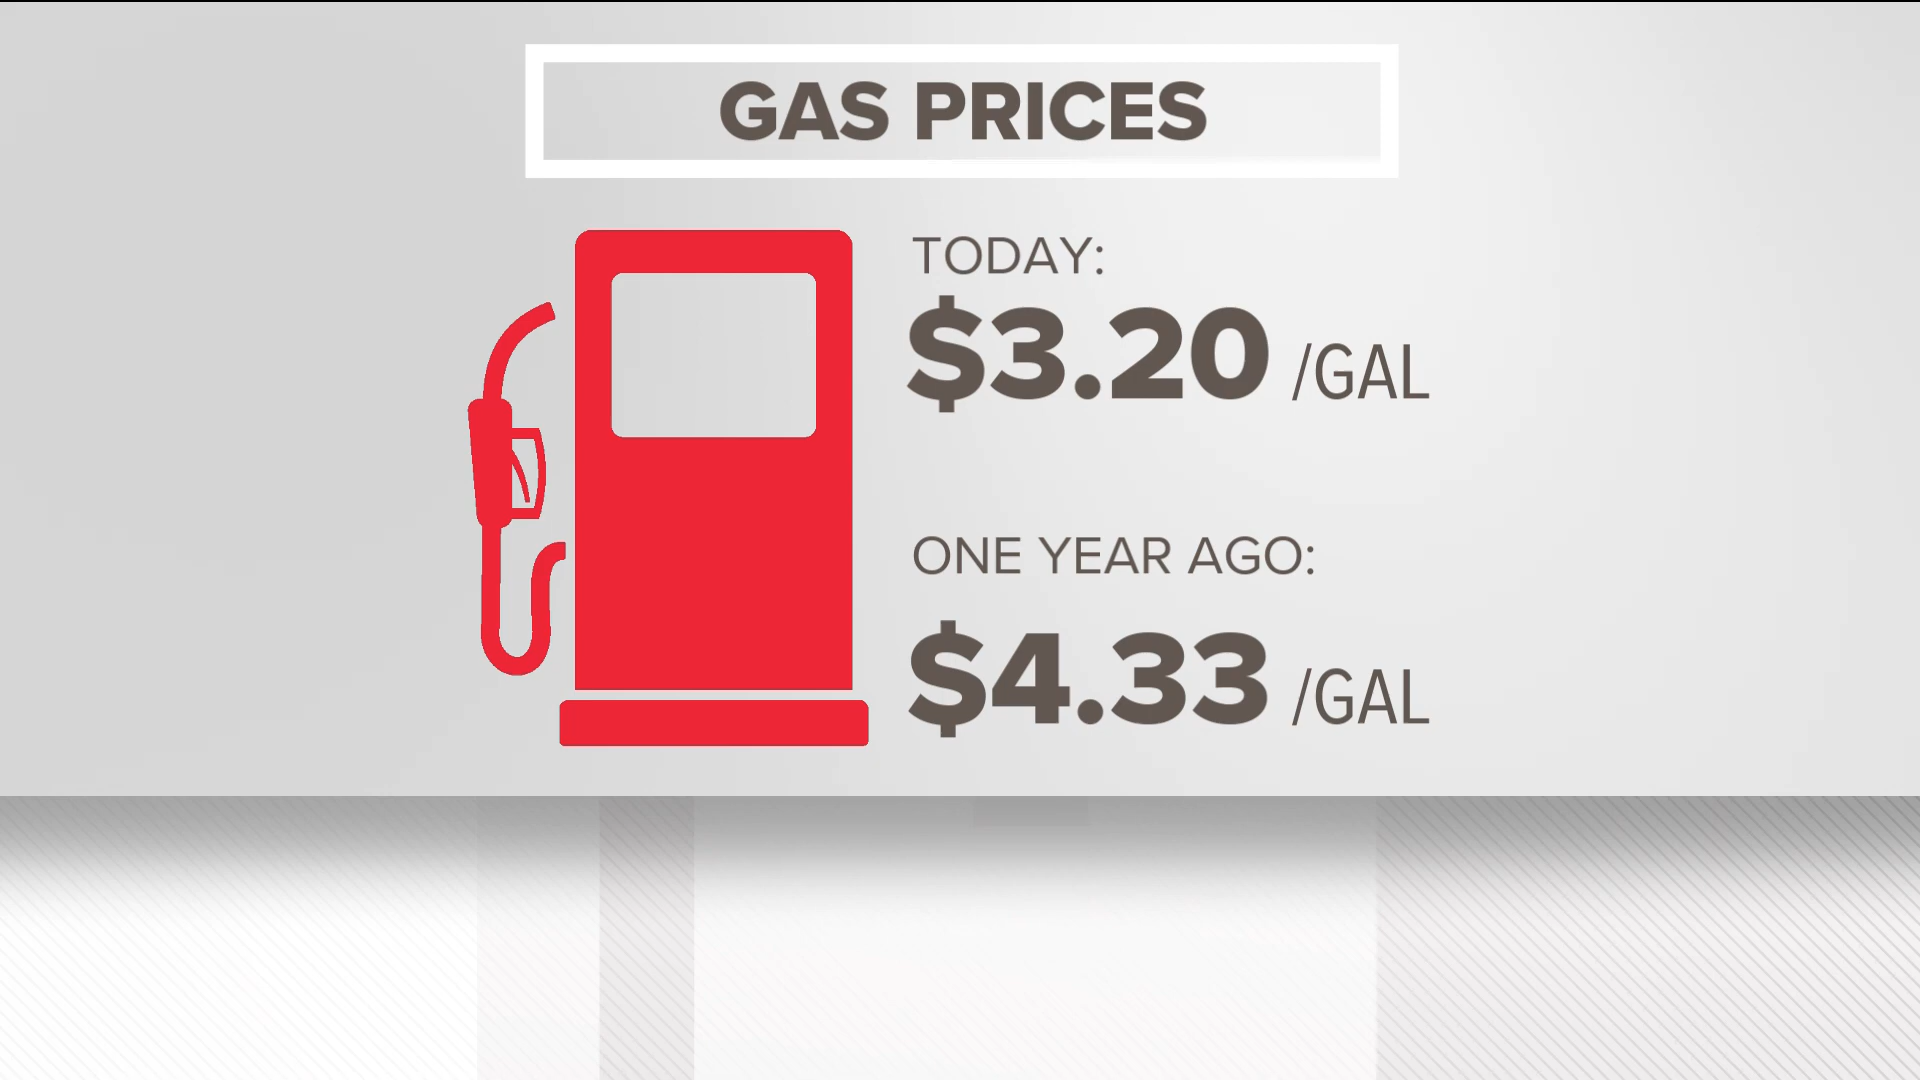 GAS PRICES
TODAY:
$3.20 /GAL
ONE YEAR AGO:
$4.33 /GAL